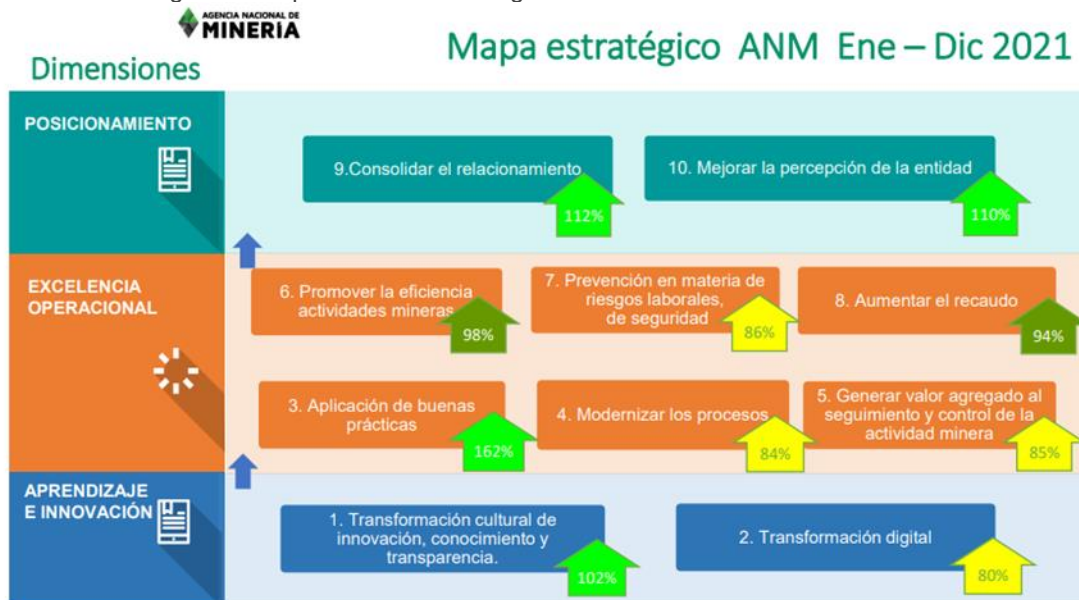 AGENCIA NACIONAL DE
MINERÍA
Mapa estratégico ANM Ene – Dic 2021
Dimensiones
POSICIONAMIENTO
9.Consolidar el relacionamiento
112%
10. Mejorar la percepción de la entidad
110%
EXCELENCIA
OPERACIONAL
6. Promover la eficiencia
actividades mineras
98%
7. Prevención en materia de
riesgos laborales,
de seguridad
86%
8. Aumentar el recaudo
94%
3. Aplicación de buenas
prácticas
162%
4. Modernizar los procesos
84%
5. Generar valor agregado al
seguimiento y control de la
actividad minera
85%
APRENDIZAJE
E INNOVACIÓN
1. Transformación cultural de
innovación, conocimiento y
transparencia.
102%
2. Transformación digital
80%